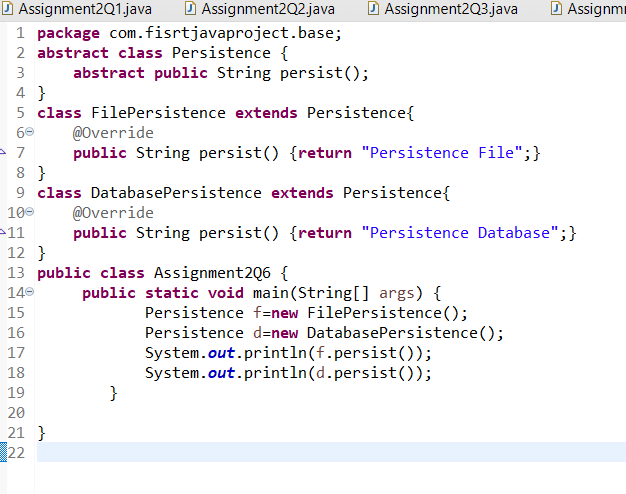 Assignment2Q1.java Assignment2Q2.java Assignment2Q3.java
1 package com.fisrtjavaproject.base;
2 abstract class Persistence {
3     abstract public String persist();
4 }
5 class FilePersistence extends Persistence{
6     @Override
7     public String persist() {return "Persistence File";}
8 }
9 class DatabasePersistence extends Persistence{
10     @Override
11     public String persist() {return "Persistence Database";}
12 }
13 public class Assignment2Q6 {
14      public static void main(String[] args) {
15             Persistence f=new FilePersistence();
16             Persistence d=new DatabasePersistence();
17             System.out.println(f.persist());
18             System.out.println(d.persist());
19         }
20
21 }
22